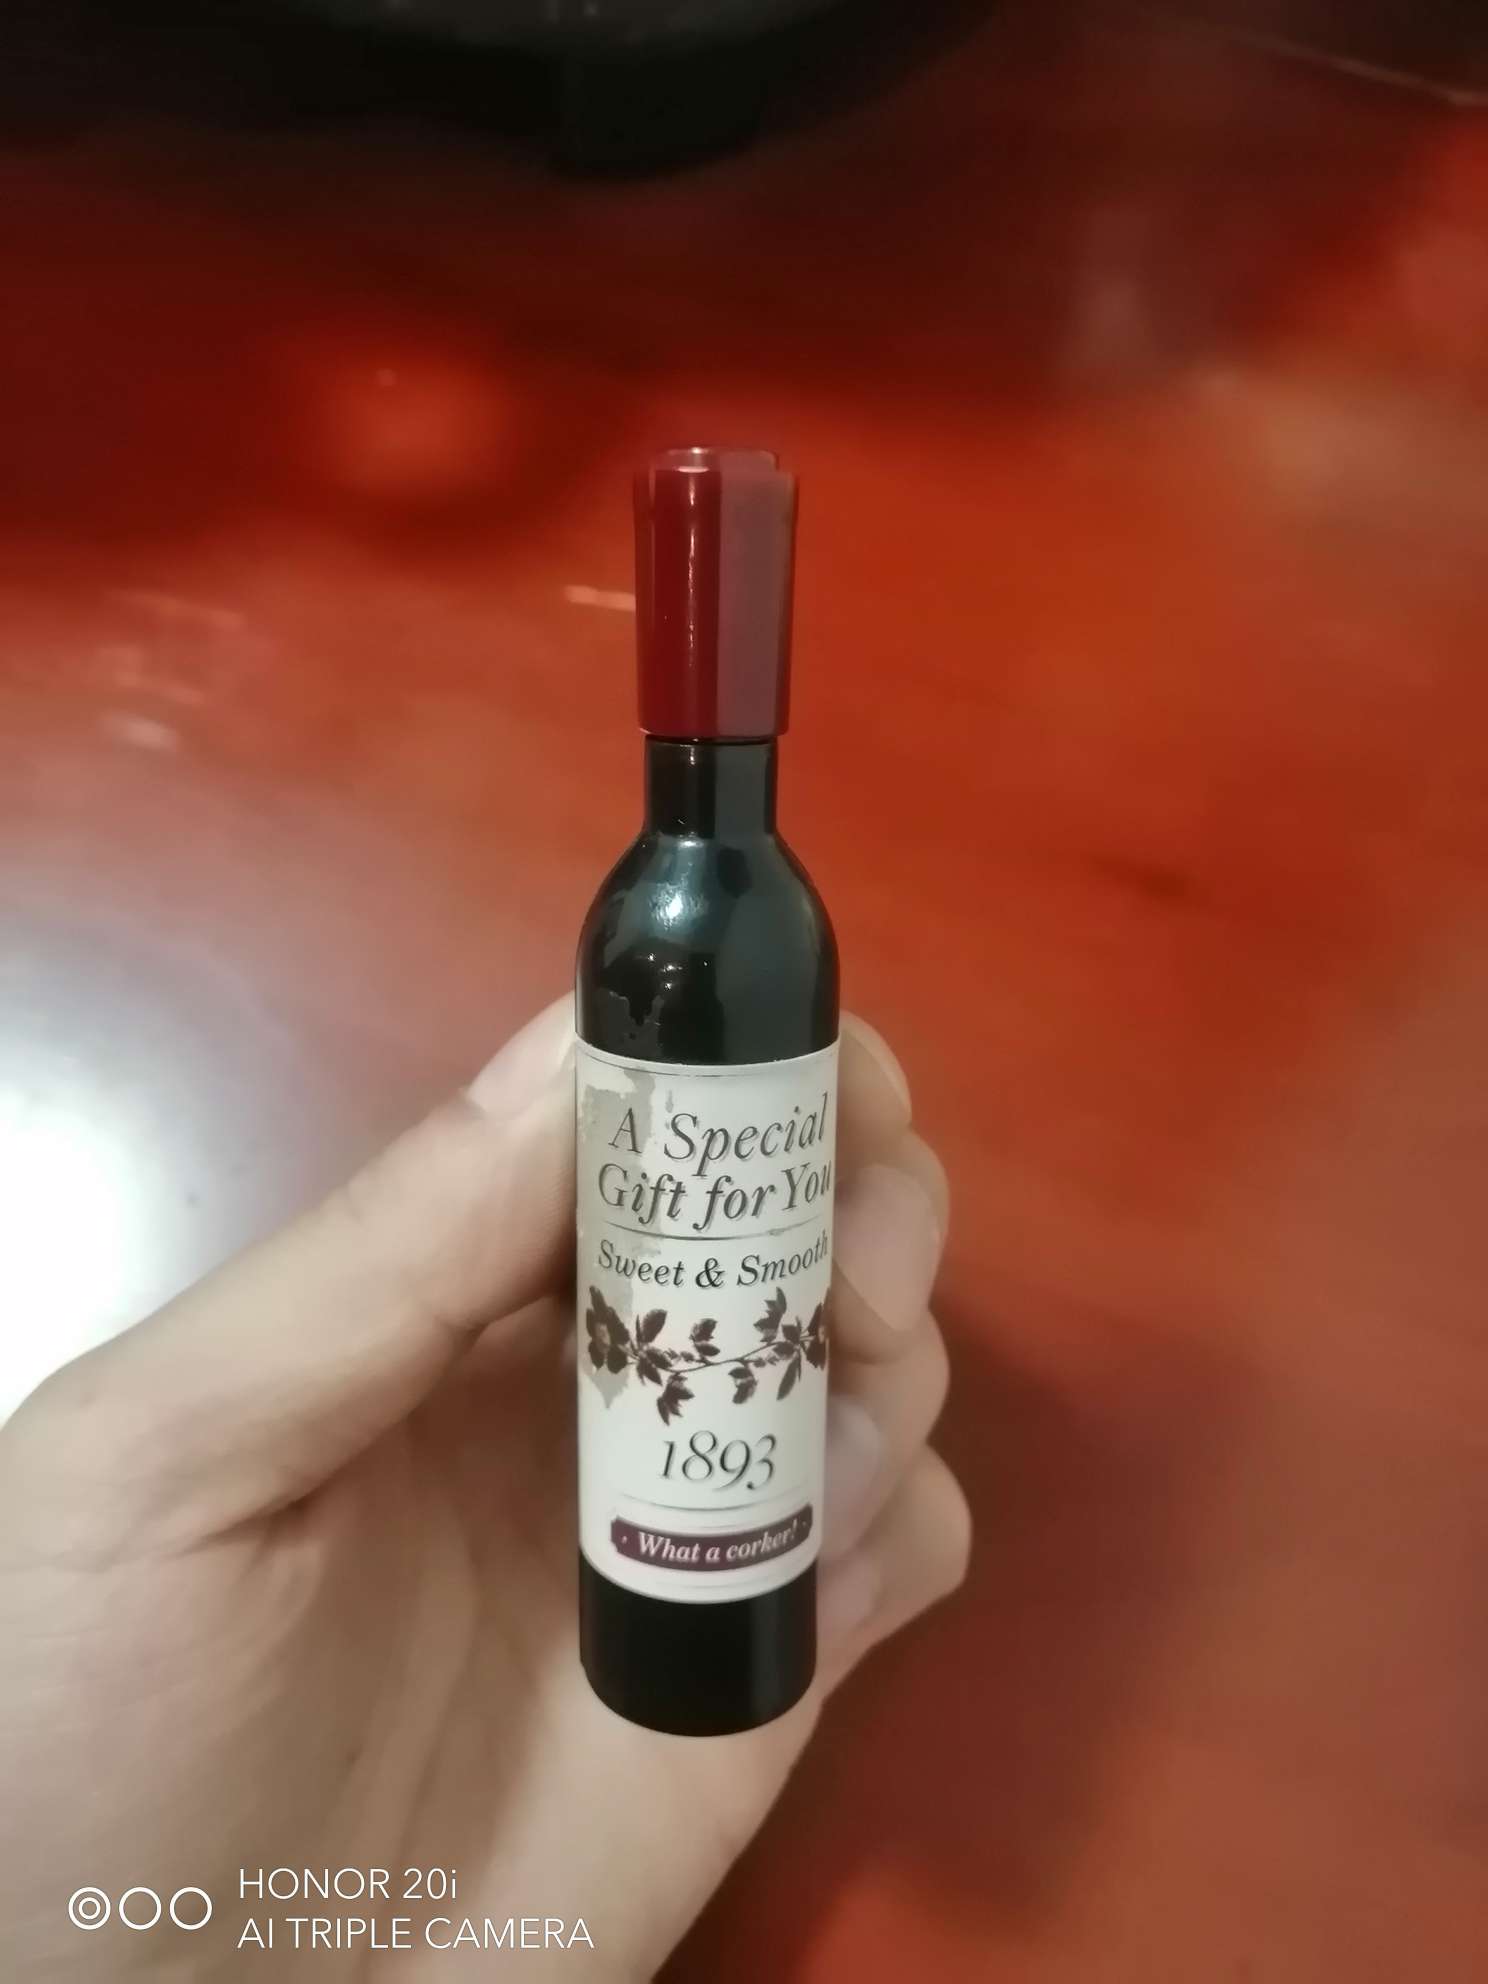 A Special
Gift for You
Sweet & Smooth
1893
What a corker!
HONOR 20i
AI TRIPLE CAMERA